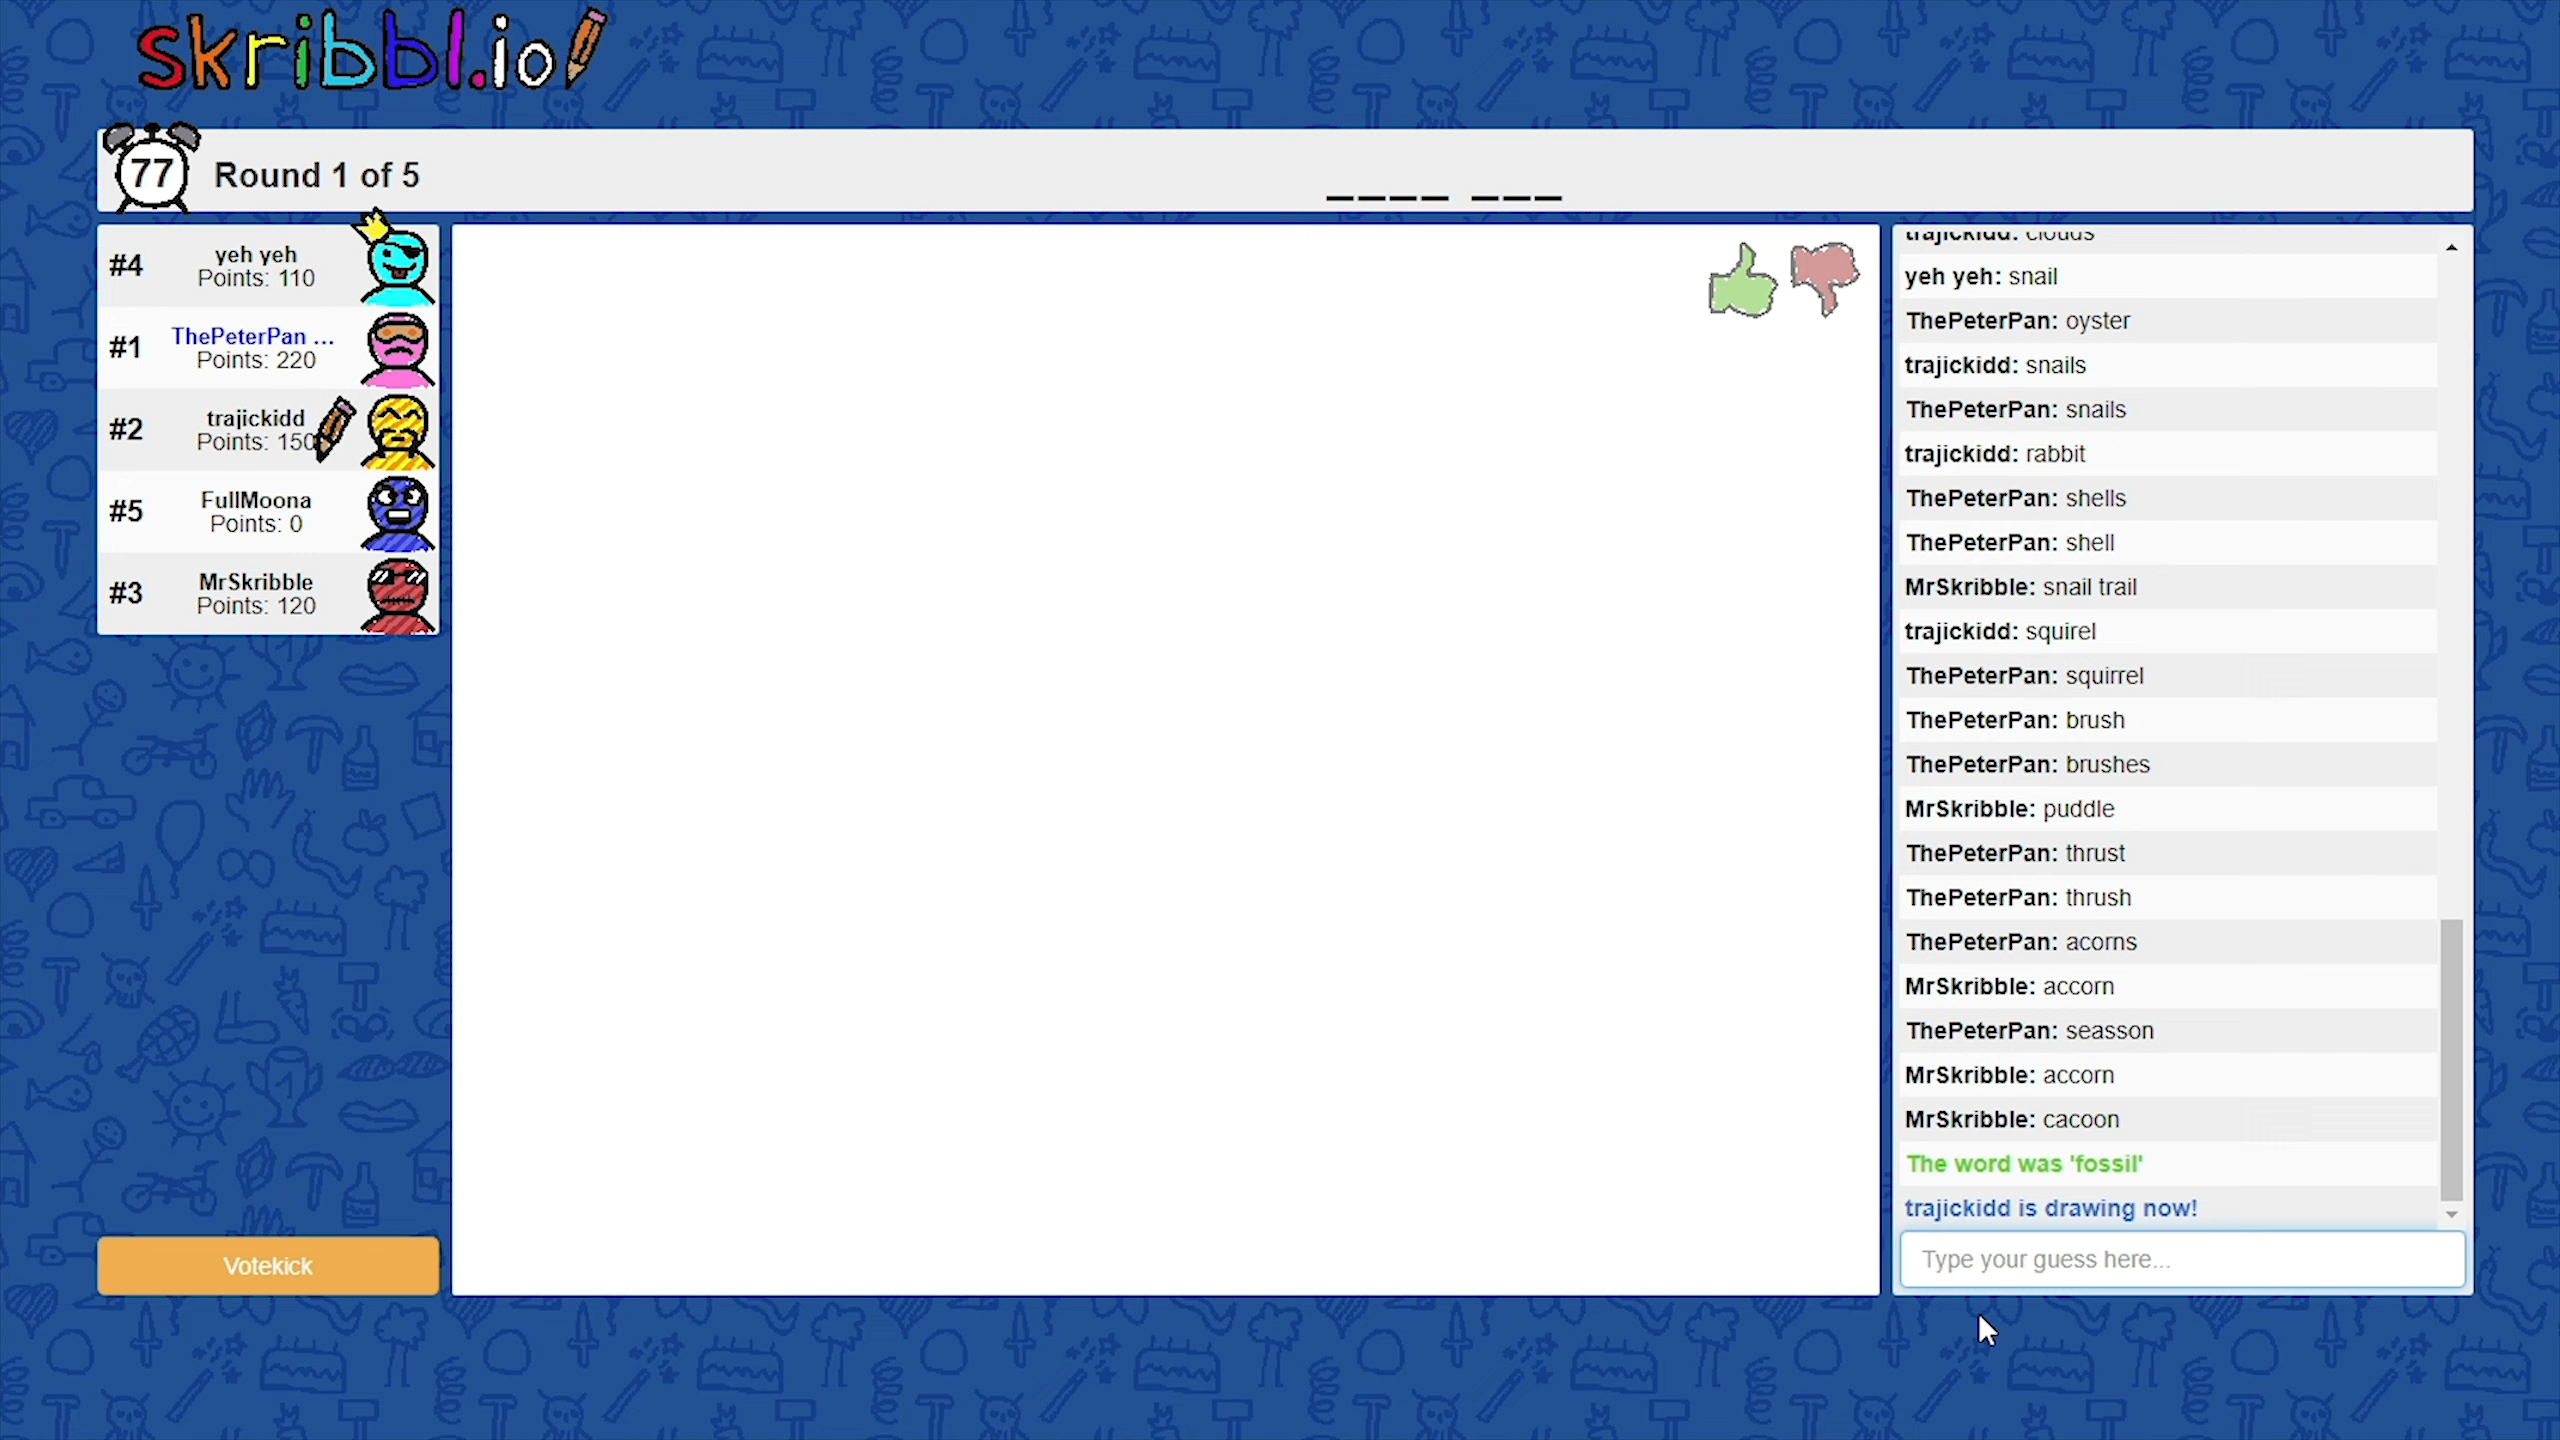 skribbl.io
77
Round 1 of 5
____ ___
#4
yeh yeh
Points: 110
#1
ThePeterPan ...
Points: 220
#2
trajickidd
Points: 150
#5
FullMoona
Points: 0
#3
MrSkribble
Points: 120
Votekick
trajickidd: clouds
yeh yeh: snail
ThePeterPan: oyster
trajickidd: snails
ThePeterPan: snails
trajickidd: rabbit
ThePeterPan: shells
ThePeterPan: shell
MrSkribble: snail trail
trajickidd: squirel
ThePeterPan: squirrel
ThePeterPan: brush
ThePeterPan: brushes
MrSkribble: puddle
ThePeterPan: thrust
ThePeterPan: thrush
ThePeterPan: acorns
MrSkribble: accorn
ThePeterPan: seasson
MrSkribble: accorn
MrSkribble: cacoon
The word was 'fossil'
trajickidd is drawing now!
Type your guess here...